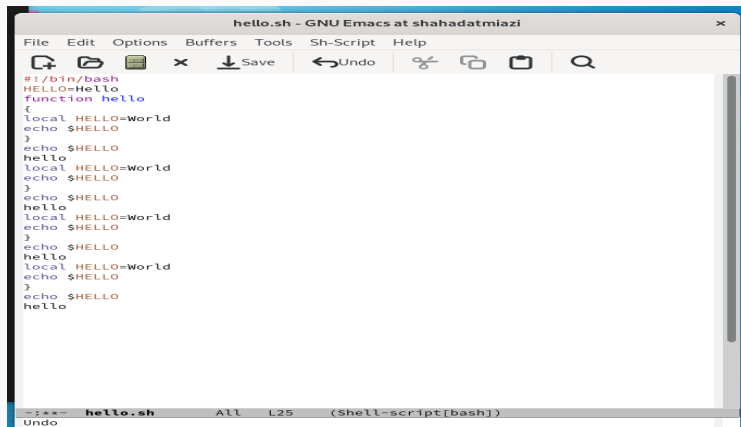 hello.sh - GNU Emacs at shahadatmiazi
File Edit Options Buffers Tools Sh-Script Help
Save Undo
#!/bin/bash
HELLO=Hello
function hello
{
local HELLO=World
echo $HELLO
}
echo $HELLO
hello
local HELLO=World
echo $HELLO
}
echo $HELLO
hello
local HELLO=World
echo $HELLO
}
echo $HELLO
hello
local HELLO=World
echo $HELLO
}
echo $HELLO
hello
-:**- hello.sh All L25 (Shell-script[bash])
Undo